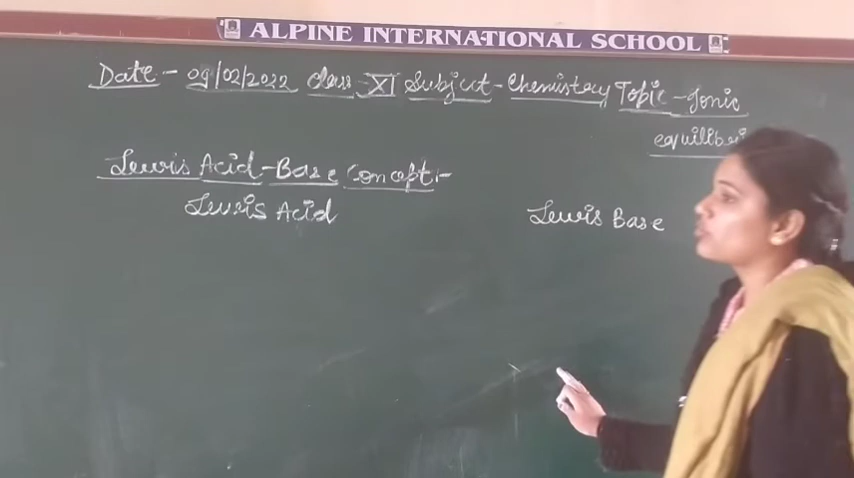 ALPINE INTERNATIONAL SCHOOL
Date - 09/02/2022 class - XI Subject - Chemistry Topic - Ionic
equilibri
Lewis Acid-Base Concept:-
Lewis Acid Lewis Base